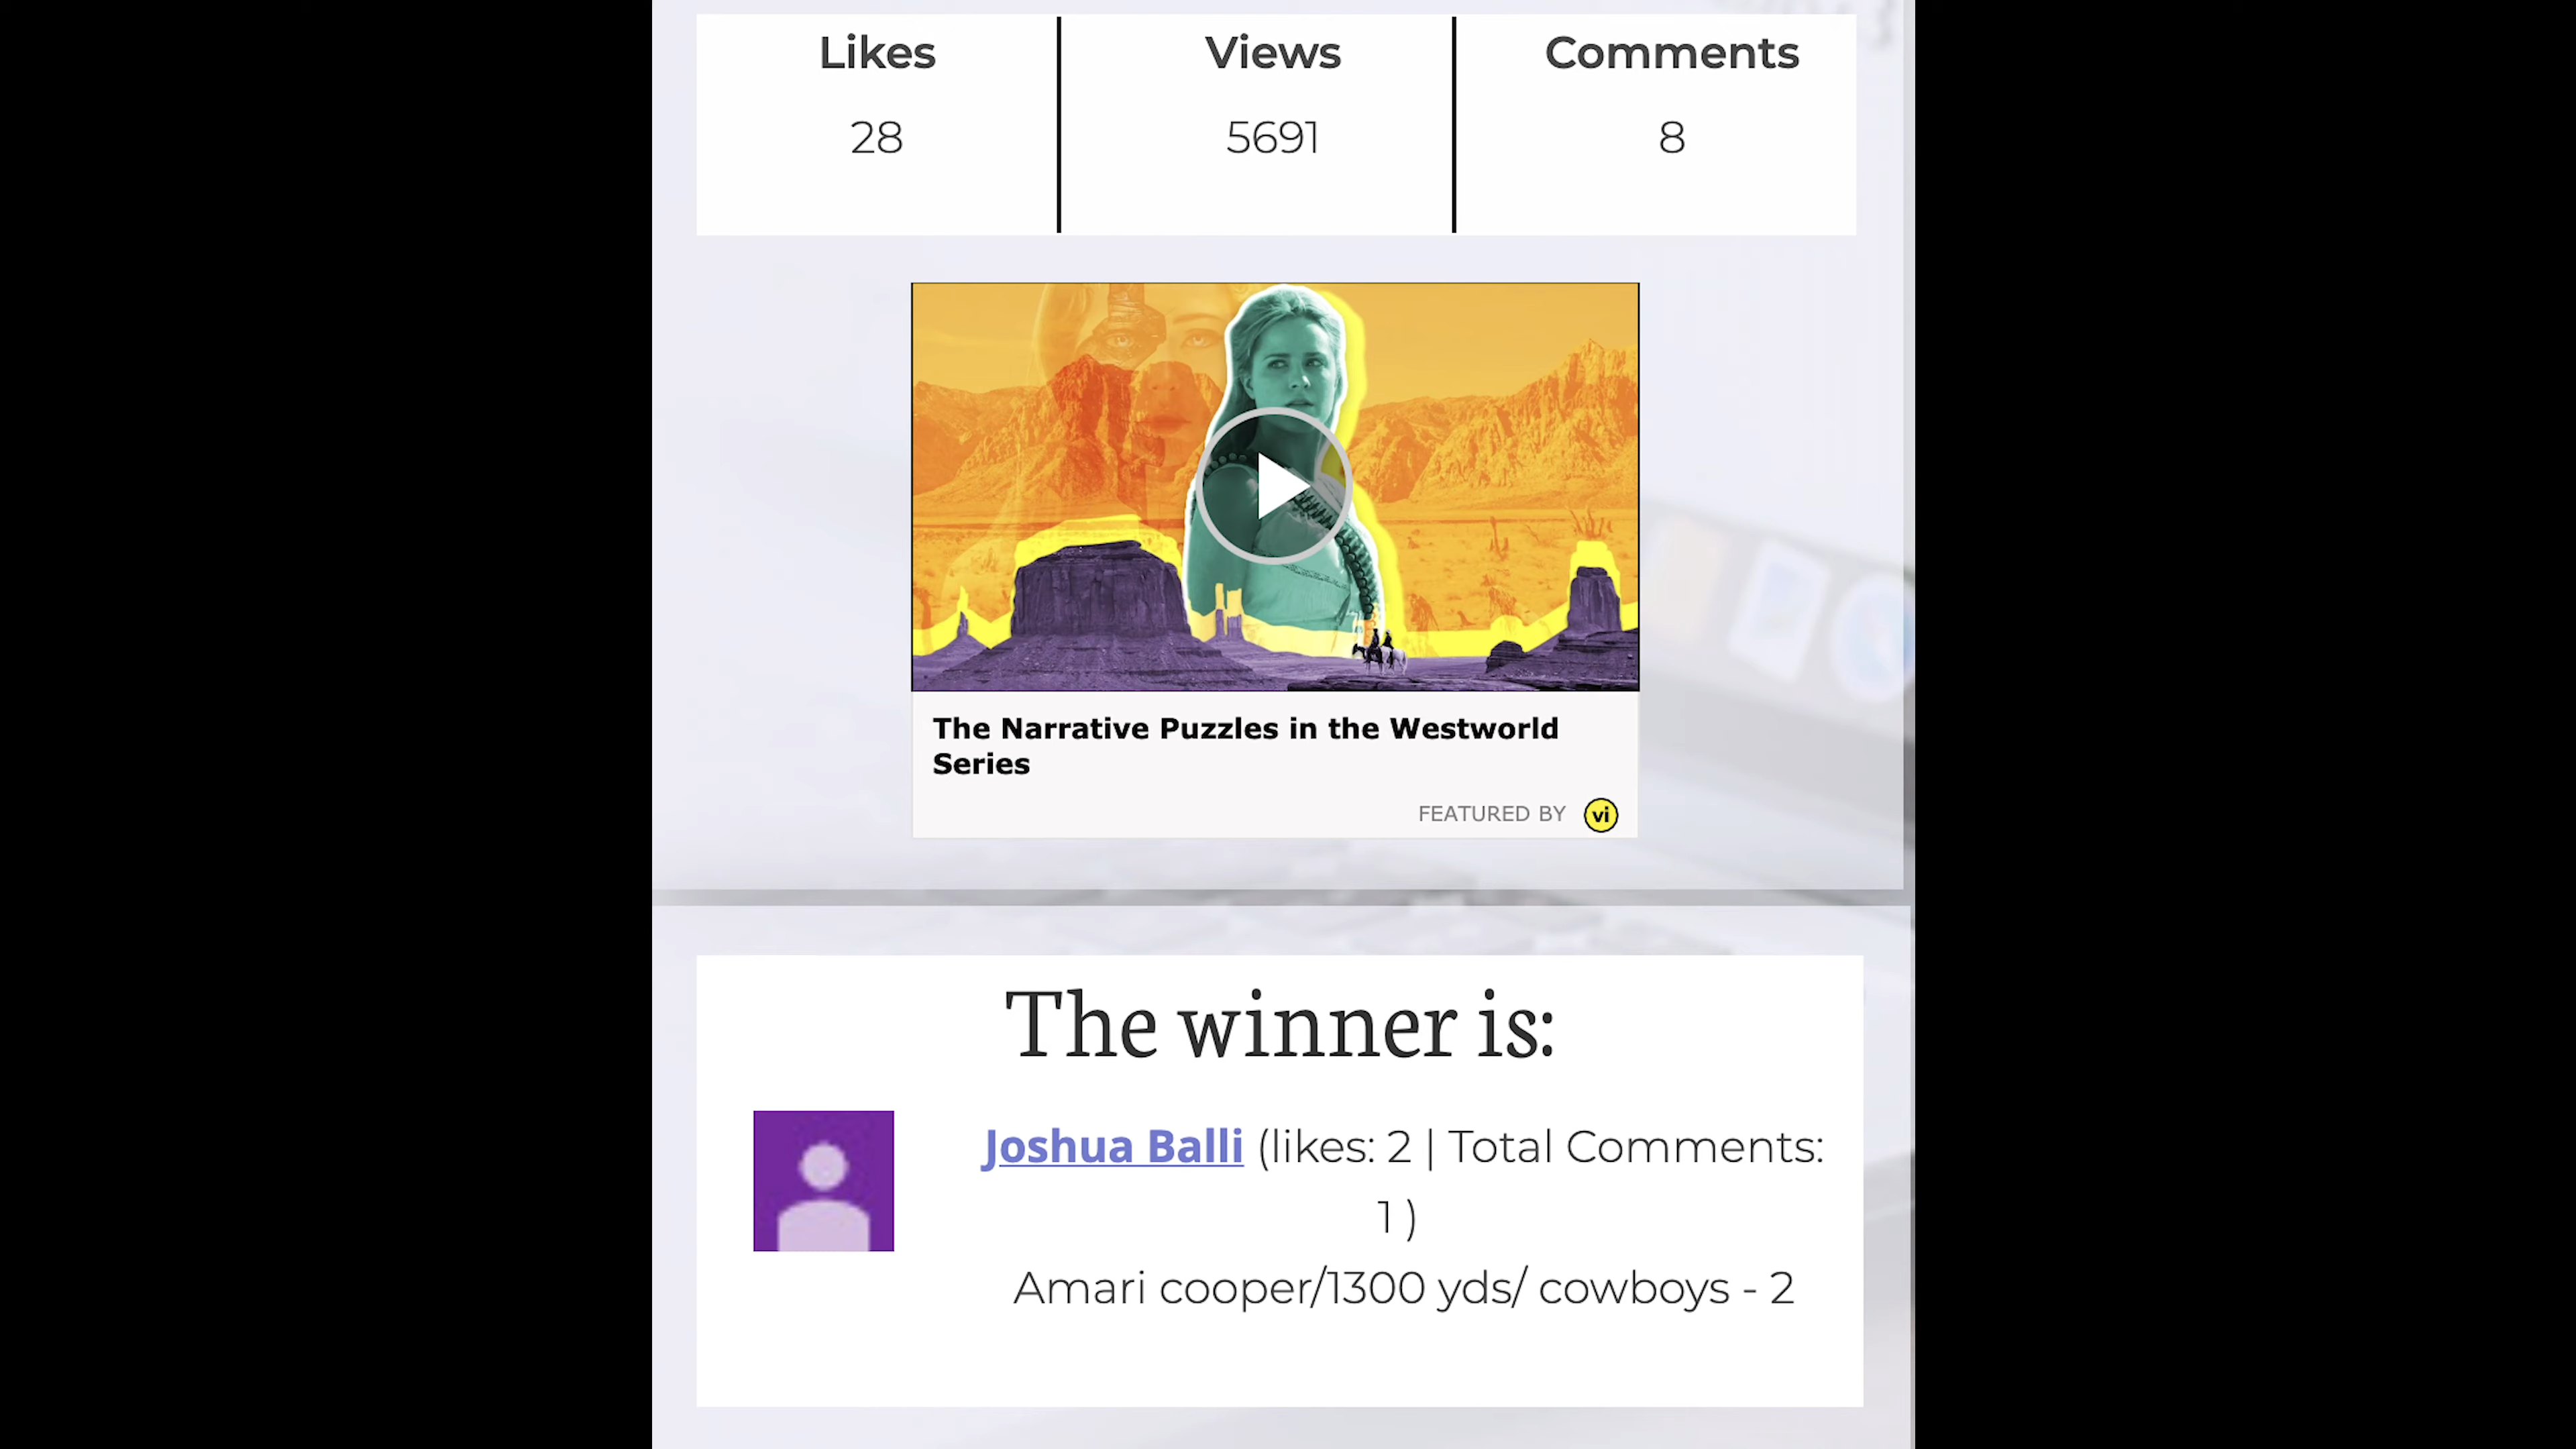 Likes Views Comments
28 5691 8
The Narrative Puzzles in the Westworld
Series
FEATURED BY vi
The winner is:
Joshua Balli (likes: 2 | Total Comments:
1 )
Amari cooper/1300 yds/ cowboys - 2